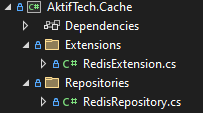 C# AktifTech.Cache
Dependencies
Extensions
C# RedisExtension.cs
Repositories
C# RedisRepository.cs